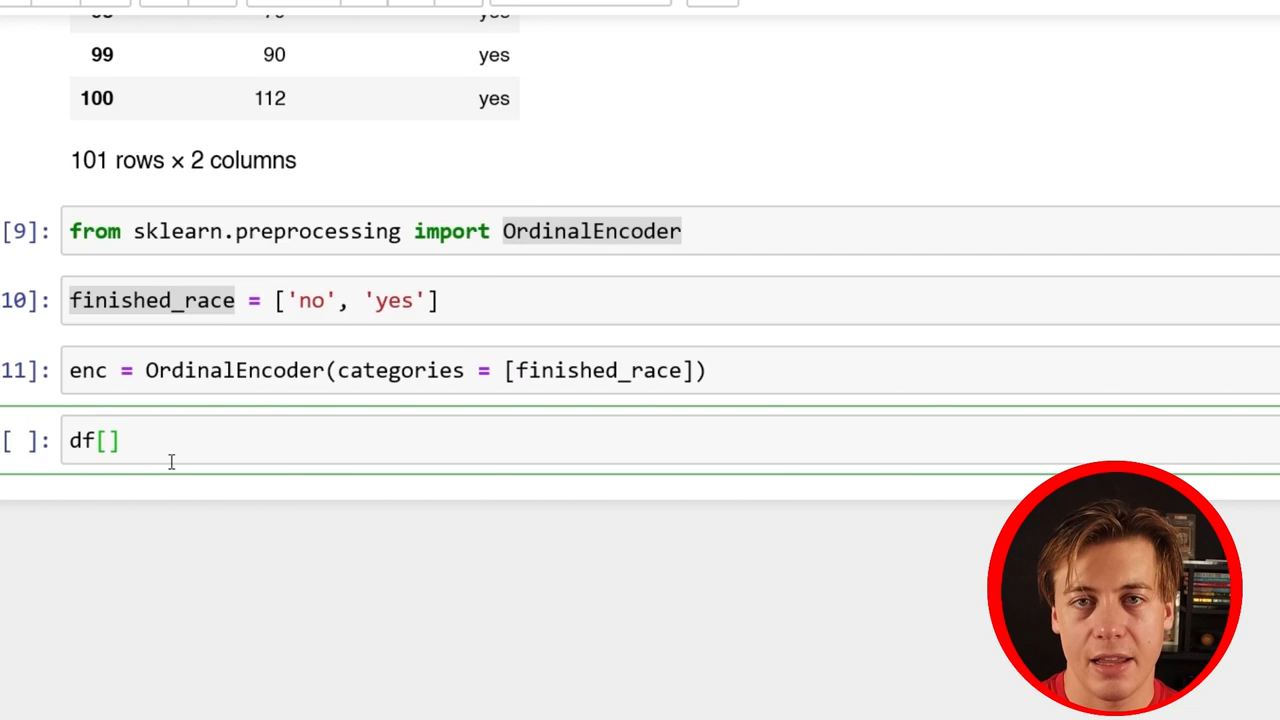 99 90 yes
100 112 yes
101 rows × 2 columns
[9]: from sklearn.preprocessing import OrdinalEncoder
10]: finished_race = ['no', 'yes']
11]: enc = OrdinalEncoder(categories = [finished_race])
[ ]: df[]